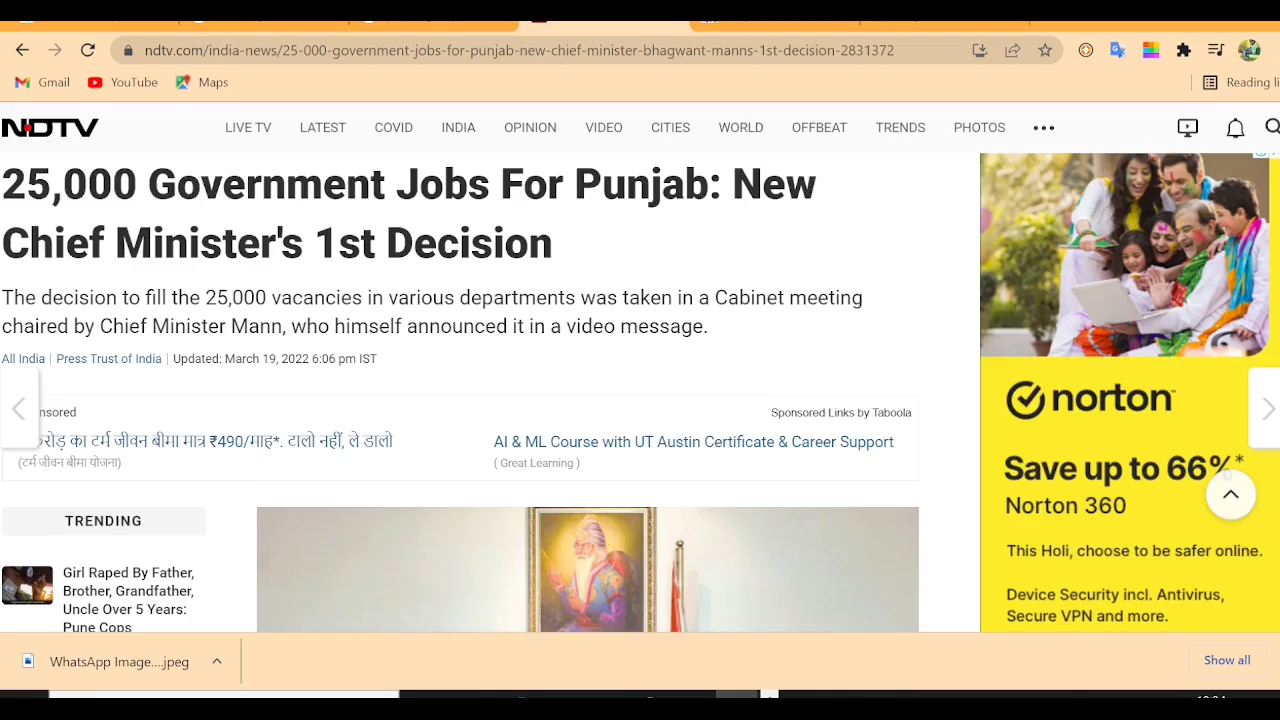 ndtv.com/india-news/25-000-government-jobs-for-punjab-new-chief-minister-bhagwant-manns-1st-decision-2831372
Gmail YouTube Maps Reading li
NDTV LIVE TV LATEST COVID INDIA OPINION VIDEO CITIES WORLD OFFBEAT TRENDS PHOTOS •••
25,000 Government Jobs For Punjab: New
Chief Minister's 1st Decision
The decision to fill the 25,000 vacancies in various departments was taken in a Cabinet meeting
chaired by Chief Minister Mann, who himself announced it in a video message.
All India | Press Trust of India | Updated: March 19, 2022 6:06 pm IST
nsored Sponsored Links by Taboola
का टर्म जीवन बीमा मात्र ₹490/माह*. टालो नहीं, ले डालो
(टर्म जीवन बीमा योजना)
AI & ML Course with UT Austin Certificate & Career Support
( Great Learning )
TRENDING
Girl Raped By Father,
Brother, Grandfather,
Uncle Over 5 Years:
Pune Cops
norton
Save up to 66%*
Norton 360
This Holi, choose to be safer online.
Device Security incl. Antivirus,
Secure VPN and more.
WhatsApp Image....jpeg Show all